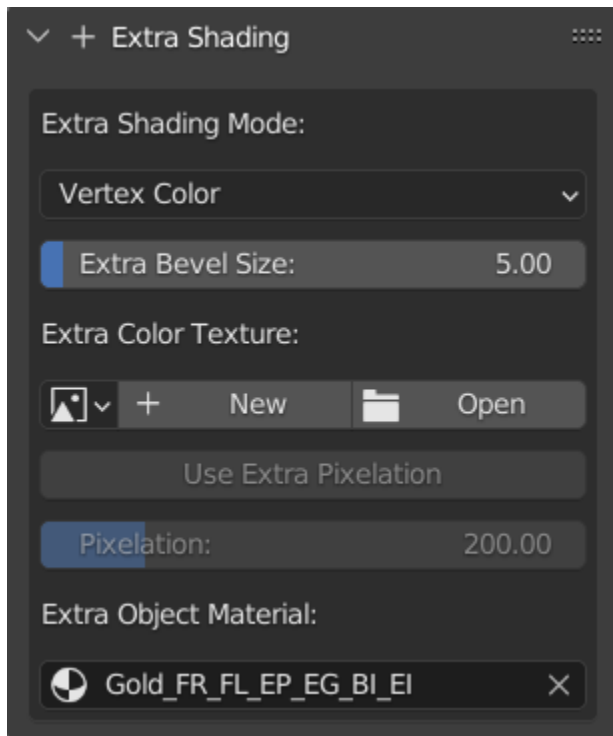 Extra Shading
Extra Shading Mode:
Vertex Color
Extra Bevel Size: 5.00
Extra Color Texture:
New Open
Use Extra Pixelation
Pixelation: 200.00
Extra Object Material:
Gold_FR_FL_EP_EG_BI_EI